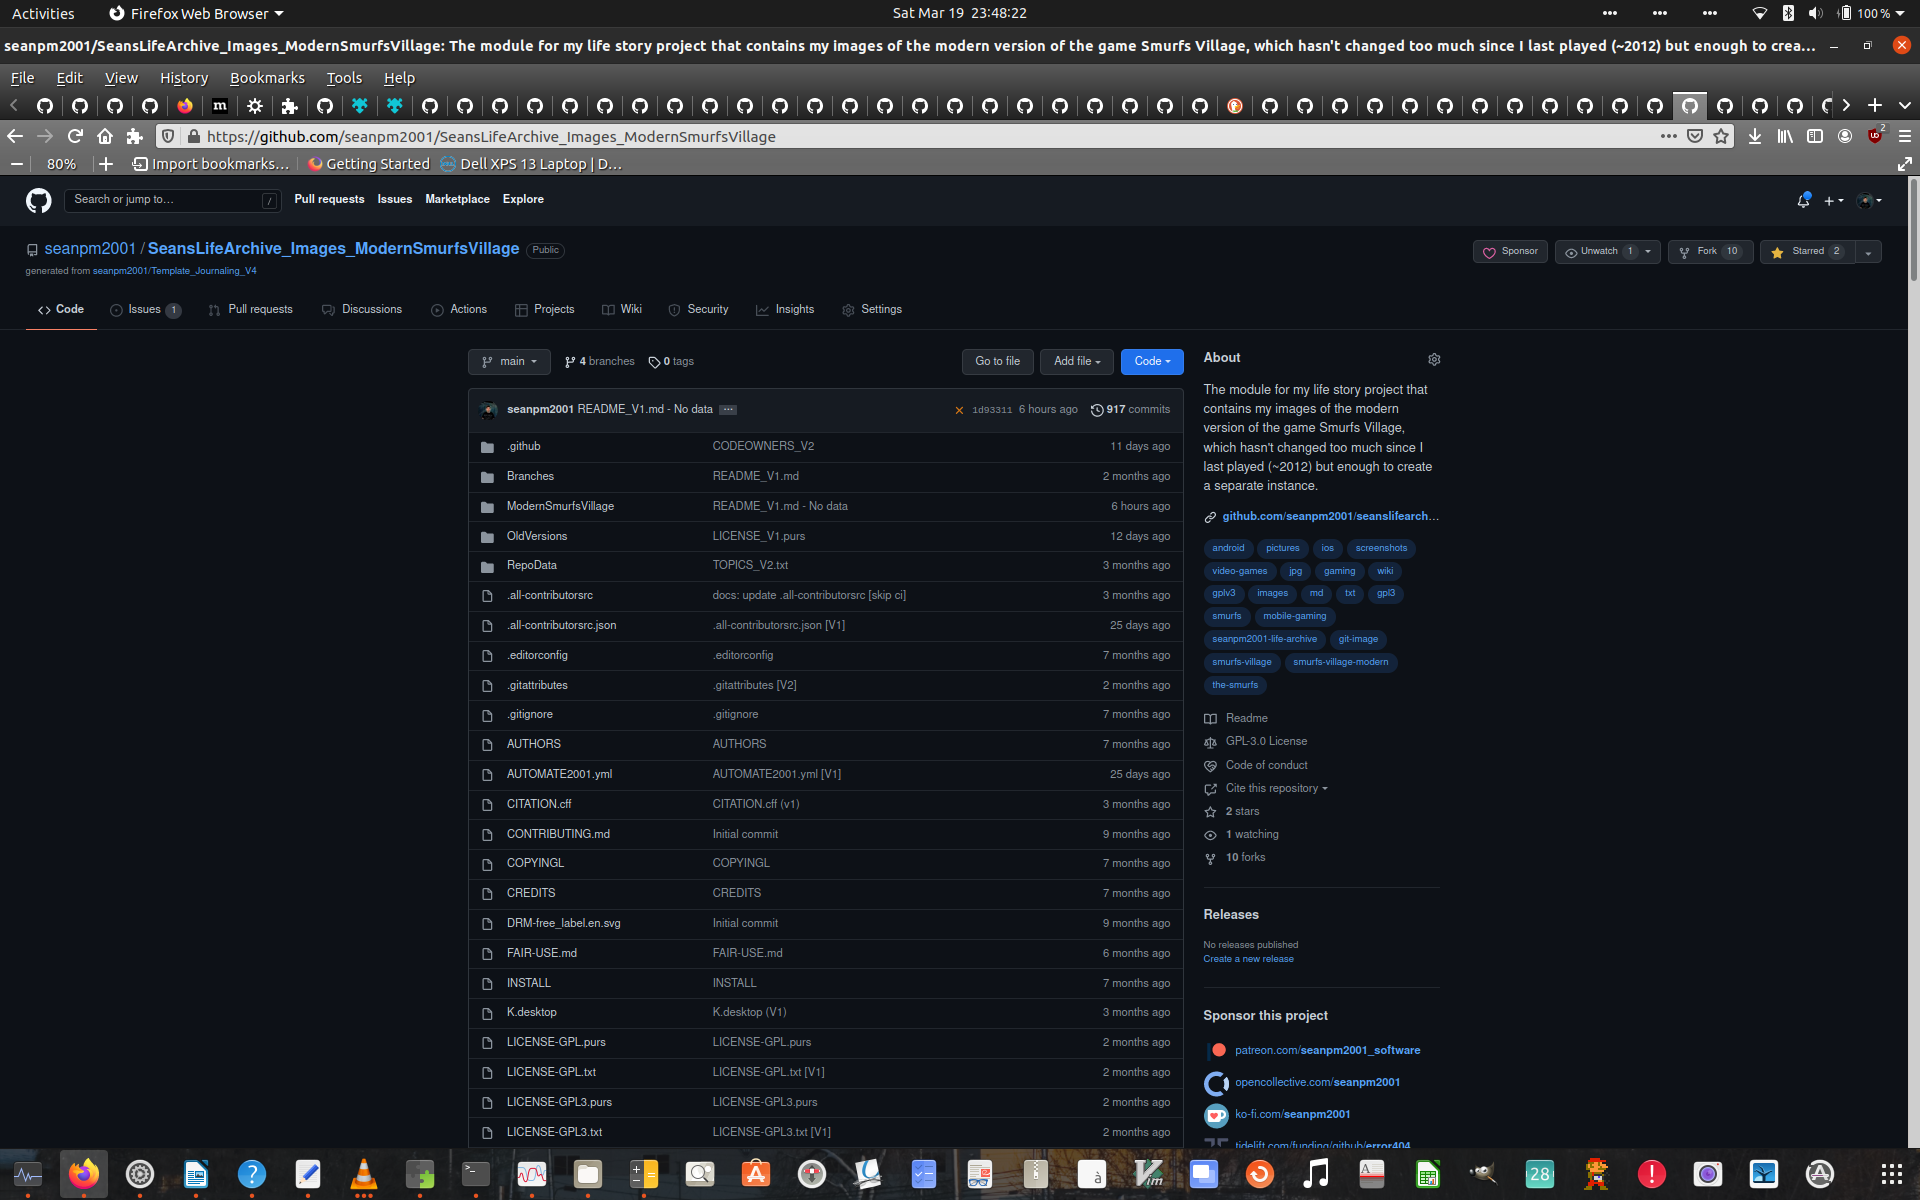 Activities
Firefox Web Browser
Sat Mar 19 23:48:22
100 %
seanpm2001/SeansLifeArchive_Images_ModernSmurfsVillage: The module for my life story project that contains my images of the modern version of the game Smurfs Village, which hasn't changed too much since I last played (~2012) but enough to crea…
File Edit View History Bookmarks Tools Help
https://github.com/seanpm2001/SeansLifeArchive_Images_ModernSmurfsVillage
2
80%
Import bookmarks…
Getting Started
Dell XPS 13 Laptop | D…
Search or jump to…
/
Pull requests Issues Marketplace Explore
seanpm2001 / SeansLifeArchive_Images_ModernSmurfsVillage Public
generated from seanpm2001/Template_Journaling_V4
Sponsor
Unwatch 1
Fork 10
Starred 2
Code
Issues 1
Pull requests
Discussions
Actions
Projects
Wiki
Security
Insights
Settings
main
4 branches
0 tags
Go to file
Add file
Code
seanpm2001 README_V1.md - No data
1d93311 6 hours ago
917 commits
.github CODEOWNERS_V2 11 days ago
Branches README_V1.md 2 months ago
ModernSmurfsVillage README_V1.md - No data 6 hours ago
OldVersions LICENSE_V1.purs 12 days ago
RepoData TOPICS_V2.txt 3 months ago
.all-contributorsrc docs: update .all-contributorsrc [skip ci] 3 months ago
.all-contributorsrc.json .all-contributorsrc.json [V1] 25 days ago
.editorconfig .editorconfig 7 months ago
.gitattributes .gitattributes [V2] 2 months ago
.gitignore .gitignore 7 months ago
AUTHORS AUTHORS 7 months ago
AUTOMATE2001.yml AUTOMATE2001.yml [V1] 25 days ago
CITATION.cff CITATION.cff (v1) 3 months ago
CONTRIBUTING.md Initial commit 9 months ago
COPYINGL COPYINGL 7 months ago
CREDITS CREDITS 7 months ago
DRM-free_label.en.svg Initial commit 9 months ago
FAIR-USE.md FAIR-USE.md 6 months ago
INSTALL INSTALL 7 months ago
K.desktop K.desktop (V1) 3 months ago
LICENSE-GPL.purs LICENSE-GPL.purs 2 months ago
LICENSE-GPL.txt LICENSE-GPL.txt [V1] 2 months ago
LICENSE-GPL3.purs LICENSE-GPL3.purs 2 months ago
LICENSE-GPL3.txt LICENSE-GPL3.txt [V1] 2 months ago
About
The module for my life story project that
contains my images of the modern
version of the game Smurfs Village,
which hasn't changed too much since I
last played (~2012) but enough to create
a separate instance.
github.com/seanpm2001/seanslifearch…
android pictures ios screenshots
video-games jpg gaming wiki
gplv3 images md txt gpl3
smurfs mobile-gaming
seanpm2001-life-archive git-image
smurfs-village smurfs-village-modern
the-smurfs
Readme
GPL-3.0 License
Code of conduct
Cite this repository
2 stars
1 watching
10 forks
Releases
No releases published
Create a new release
Sponsor this project
patreon.com/seanpm2001_software
opencollective.com/seanpm2001
ko-fi.com/seanpm2001
tidelift.com/funding/github/error404
28